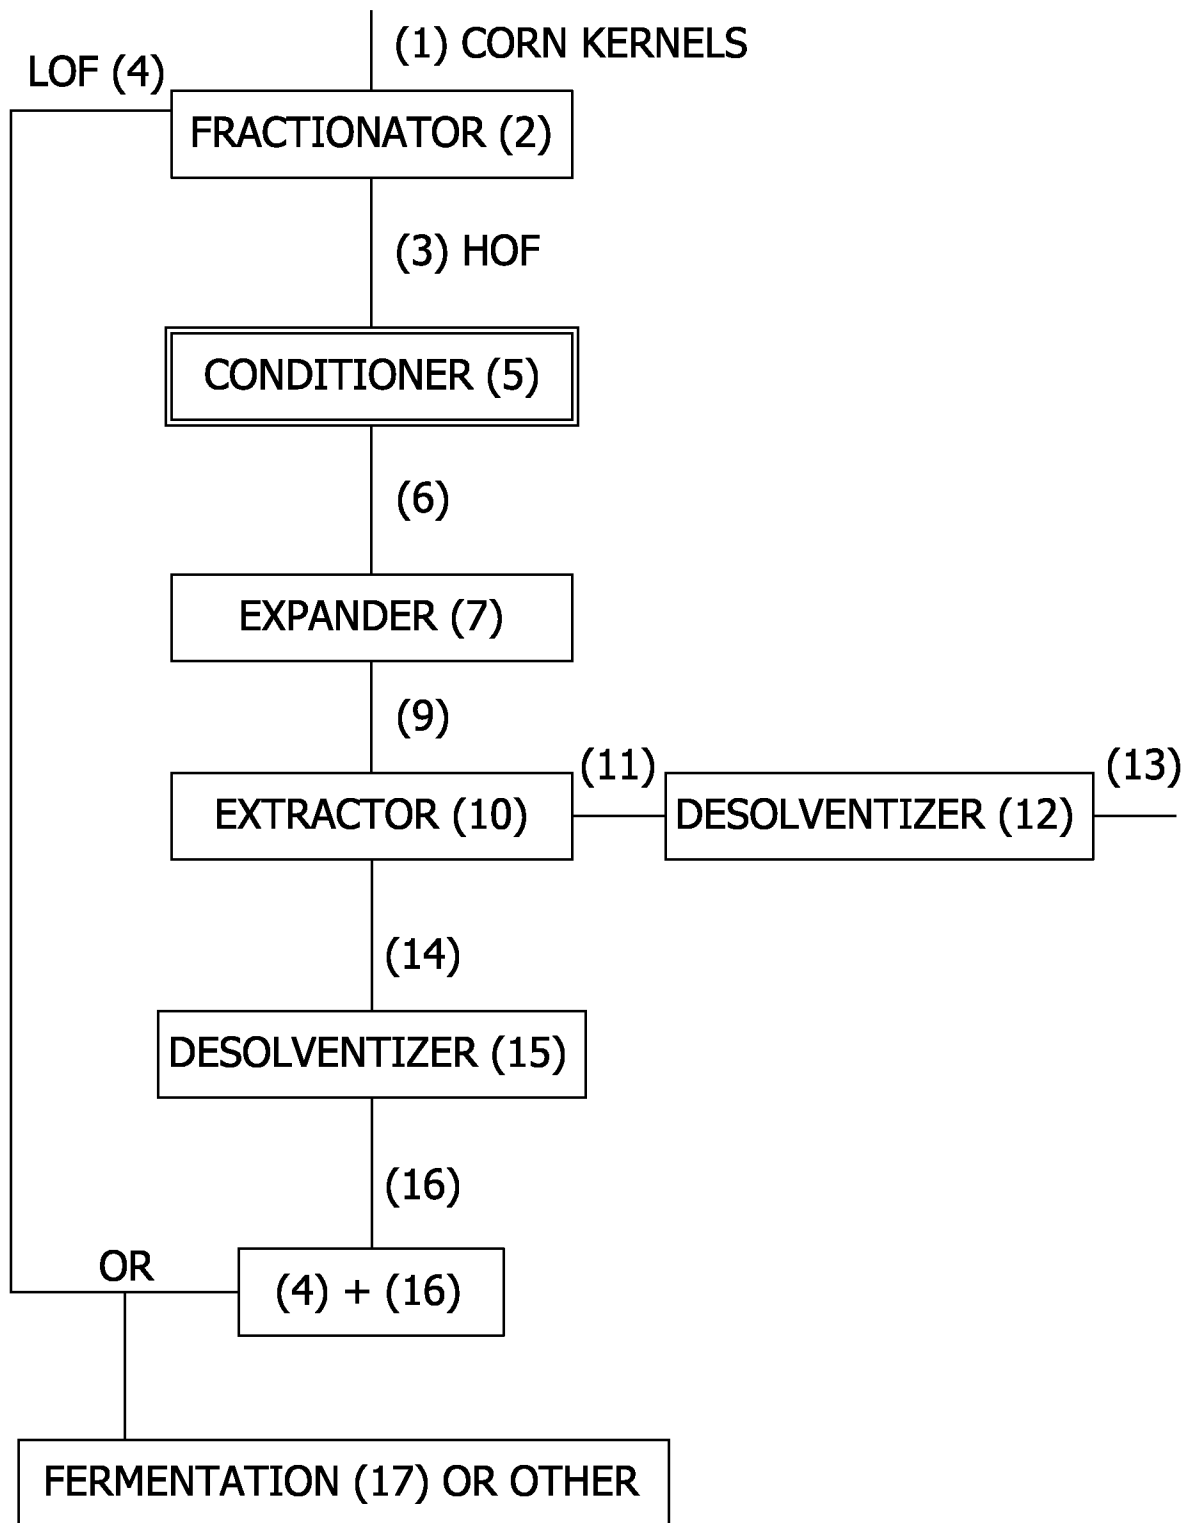 (1) CORN KERNELS
LOF (4)
FRACTIONATOR (2)
(3) HOF
CONDITIONER (5)
(6)
EXPANDER (7)
(9)
EXTRACTOR (10)
(11)
DESOLVENTIZER (12)
(13)
(14)
DESOLVENTIZER (15)
(16)
OR
(4) + (16)
FERMENTATION (17) OR OTHER